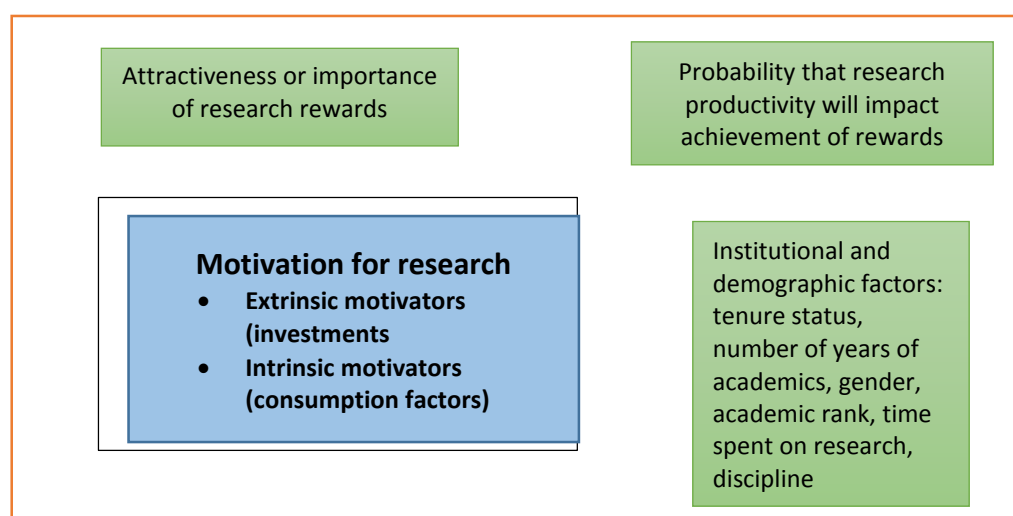 Attractiveness or importance
of research rewards
Probability that research
productivity will impact
achievement of rewards
Motivation for research
• Extrinsic motivators
(investments
• Intrinsic motivators
(consumption factors)
Institutional and
demographic factors:
tenure status,
number of years of
academics, gender,
academic rank, time
spent on research,
discipline